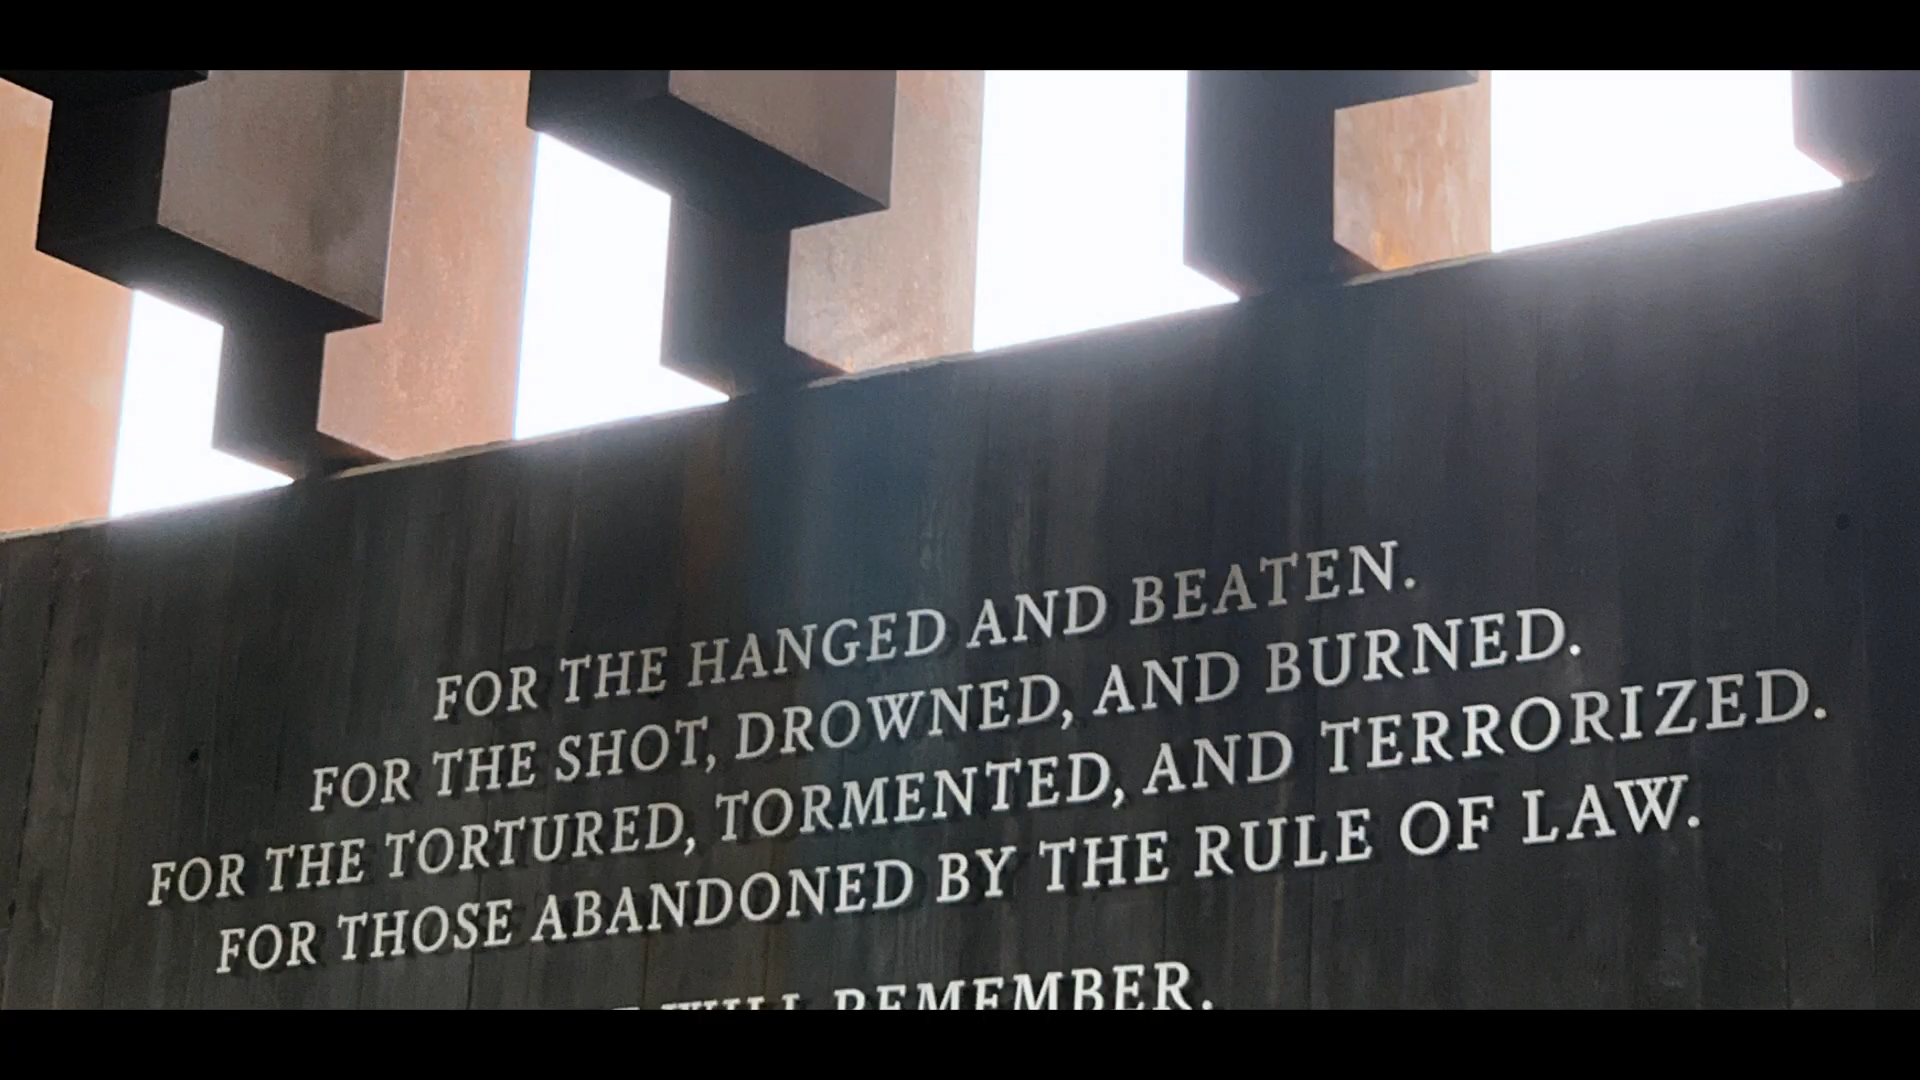 FOR THE HANGED AND BEATEN.
FOR THE SHOT, DROWNED, AND BURNED.
FOR THE TORTURED, TORMENTED, AND TERRORIZED.
FOR THOSE ABANDONED BY THE RULE OF LAW.
WILL REMEMBER.